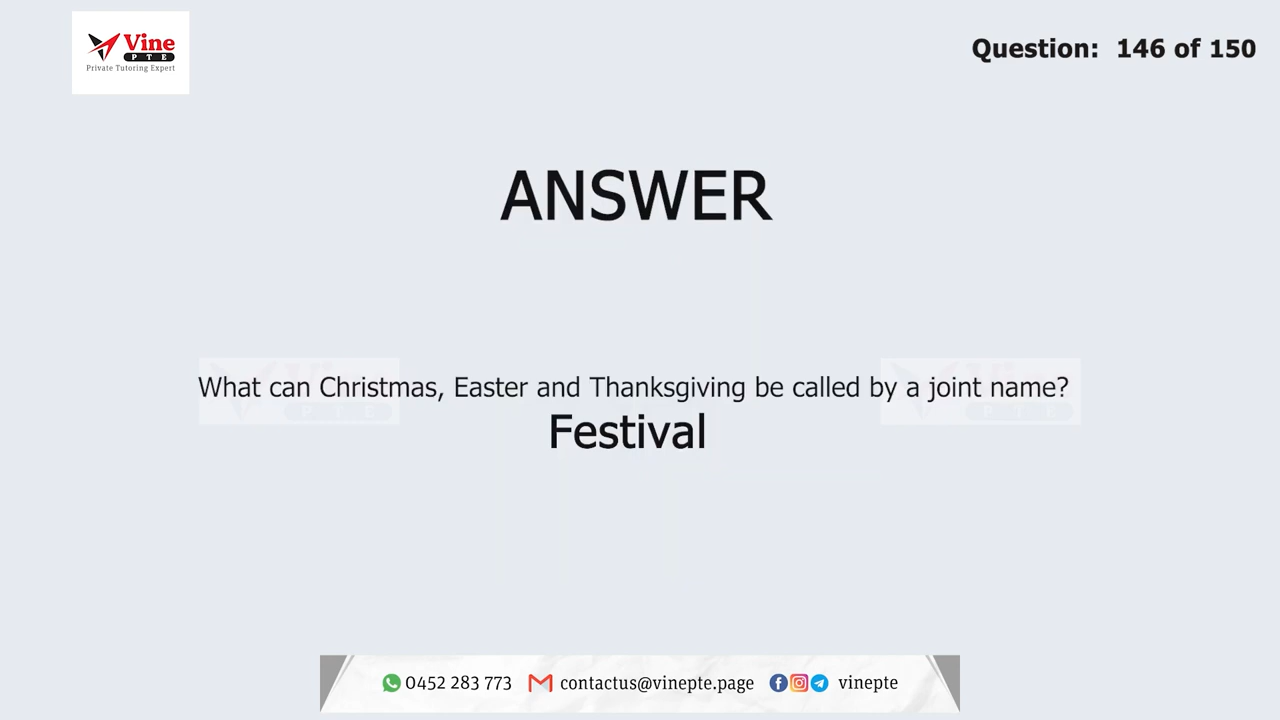 Vine
PTE
Private Tutoring Expert
Question: 146 of 150
ANSWER
What can Christmas, Easter and Thanksgiving be called by a joint name?
Festival
0452 283 773 contactus@vinepte.page vinepte